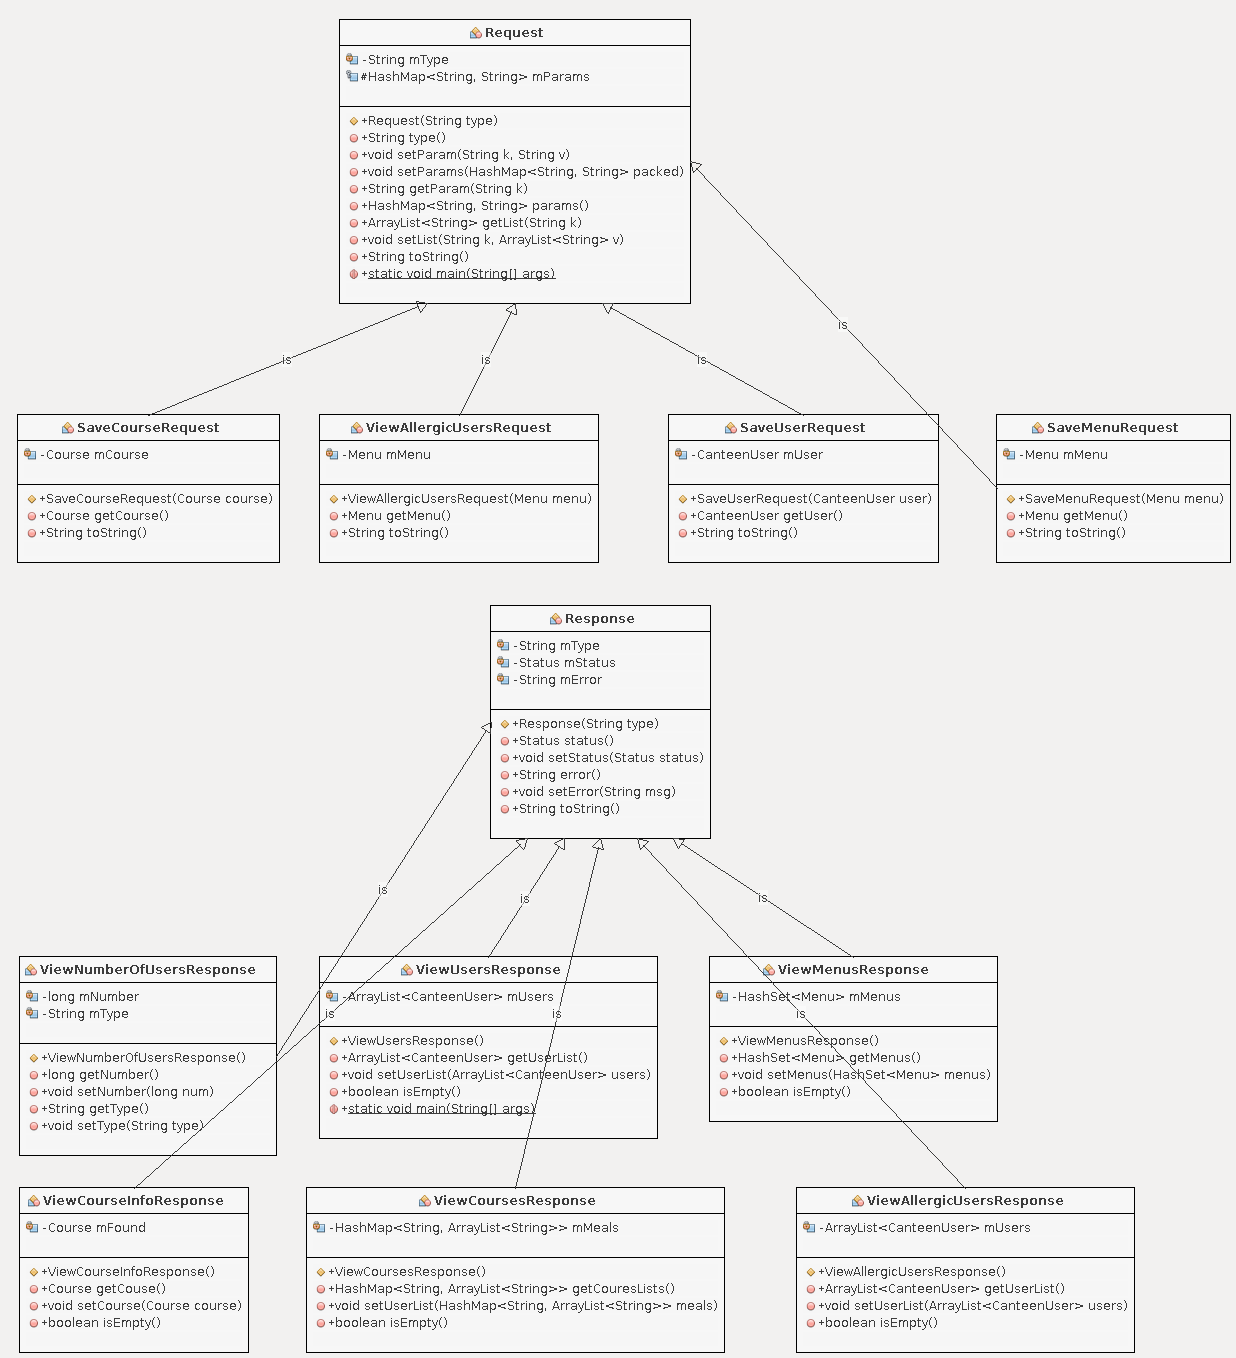 Request
-String mType
#HashMap<String, String> mParams
+Request(String type)
+String type()
+void setParam(String k, String v)
+void setParams(HashMap<String, String> packed)
+String getParam(String k)
+HashMap<String, String> params()
+ArrayList<String> getList(String k)
+void setList(String k, ArrayList<String> v)
+String toString()
+static void main(String[] args)
is
is
is
is
SaveCourseRequest
-Course mCourse
+SaveCourseRequest(Course course)
+Course getCourse()
+String toString()
ViewAllergicUsersRequest
-Menu mMenu
+ViewAllergicUsersRequest(Menu menu)
+Menu getMenu()
+String toString()
SaveUserRequest
-CanteenUser mUser
+SaveUserRequest(CanteenUser user)
+CanteenUser getUser()
+String toString()
SaveMenuRequest
-Menu mMenu
+SaveMenuRequest(Menu menu)
+Menu getMenu()
+String toString()
Response
-String mType
-Status mStatus
-String mError
+Response(String type)
+Status status()
+void setStatus(Status status)
+String error()
+void setError(String msg)
+String toString()
is
is
is
ViewNumberOfUsersResponse
-long mNumber
-String mType
+ViewNumberOfUsersResponse()
+long getNumber()
+void setNumber(long num)
+String getType()
+void setType(String type)
ViewUsersResponse
-ArrayList<CanteenUser> mUsers
is
is
+ViewUsersResponse()
+ArrayList<CanteenUser> getUserList()
+void setUserList(ArrayList<CanteenUser> users)
+boolean isEmpty()
+static void main(String[] args)
ViewMenusResponse
-HashSet<Menu> mMenus
is
+ViewMenusResponse()
+HashSet<Menu> getMenus()
+void setMenus(HashSet<Menu> menus)
+boolean isEmpty()
ViewCourseInfoResponse
-Course mFound
+ViewCourseInfoResponse()
+Course getCouse()
+void setCourse(Course course)
+boolean isEmpty()
ViewCoursesResponse
-HashMap<String, ArrayList<String>> mMeals
+ViewCoursesResponse()
+HashMap<String, ArrayList<String>> getCouresLists()
+void setUserList(HashMap<String, ArrayList<String>> meals)
+boolean isEmpty()
ViewAllergicUsersResponse
-ArrayList<CanteenUser> mUsers
+ViewAllergicUsersResponse()
+ArrayList<CanteenUser> getUserList()
+void setUserList(ArrayList<CanteenUser> users)
+boolean isEmpty()